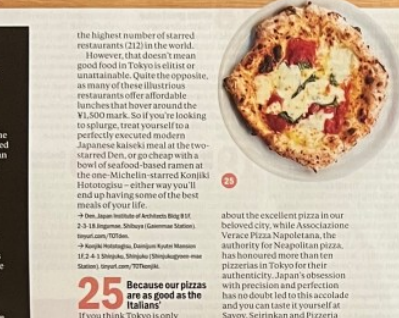 the highest number of starred
restaurants (212) in the world.
However, that doesn't mean
good food in Tokyo is elitist or
unattainable. Quite the opposite,
as many of these illustrious
restaurants offer affordable
lunches that hover around the
¥1,500 mark. So if you're looking
to splurge, treat yourself to a
perfectly executed modern
Japanese kaiseki meal at the two-
starred Den, or go cheap with a
bowl of seafood-based ramen at
the one-Michelin-starred Konjiki
Hototogisu – either way you'll
end up having some of the best
meals of your life.
→ Den, Japan Institute of Architects Bldg B1F,
2-3-18 Jingumae, Shibuya (Gaienmae Station).
tinyurl.com/TOTden.
→ Konjiki Hototogisu, Daimjuni Kyutei Mansion
1F, 2-4-1 Shinjuku, Shinjuku (Shinjukugyoen-mae
Station). tinyurl.com/TOTkonjiki.
25 Because our pizzas
are as good as the
Italians'
If you think Tokyo is only
25
about the excellent pizza in our
beloved city, while Associazione
Verace Pizza Napoletana, the
authority for Neapolitan pizza,
has honoured more than ten
pizzerias in Tokyo for their
authenticity. Japan's obsession
with precision and perfection
has no doubt led to this accolade
and you can taste it yourself at
Savoy, Seirinkan and Pizzeria